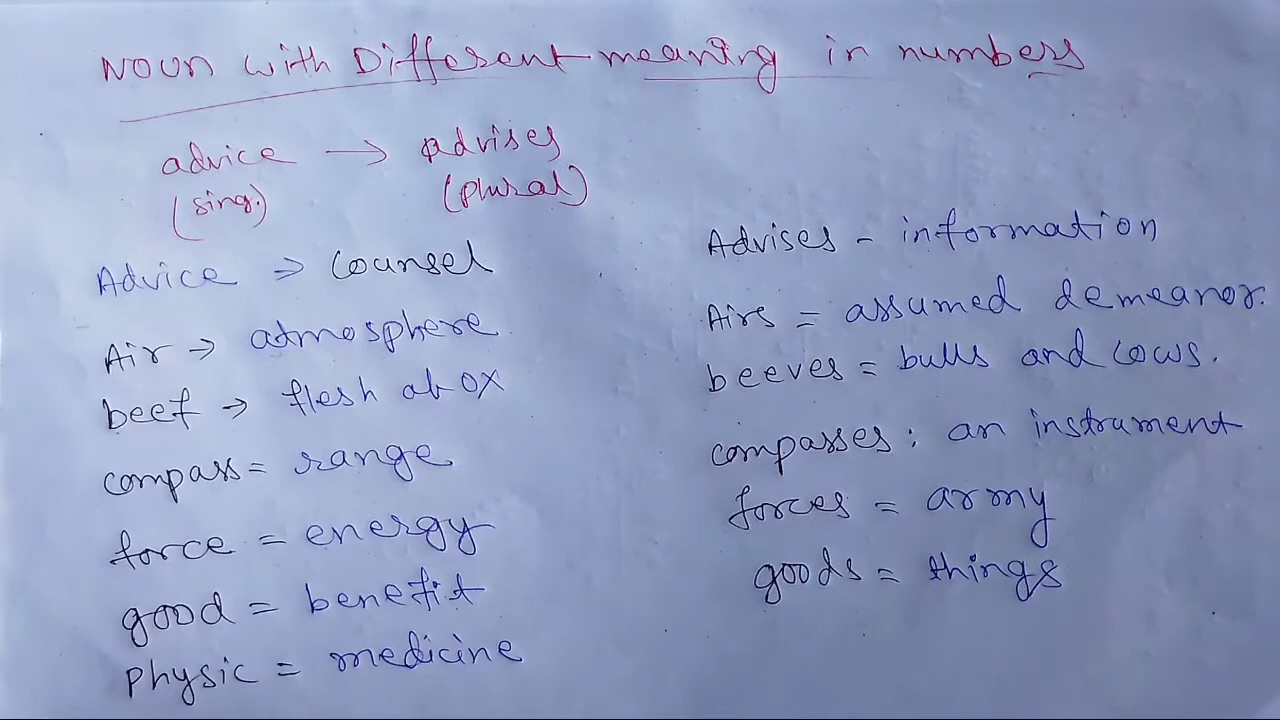 Noun with Different meaning in numbers
advice → advises
(sing.) (plural)
Advice ⇒ counsel
Air → atmosphere
beef → flesh of ox
compass = range
force = energy
good = benefit
Physic = medicine
Advises - information
Airs = assumed demeanor.
beeves = bulls and cows.
compasses: an instrument
forces = army
goods = things